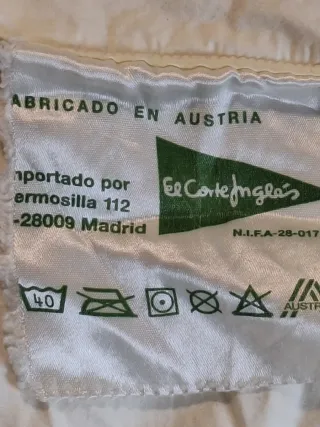 ABRICADO EN AUSTRIA
mportado por
ermosilla 112
-28009 Madrid
El Corte Inglés
N.I.F.A-28-017
40
AUSTR